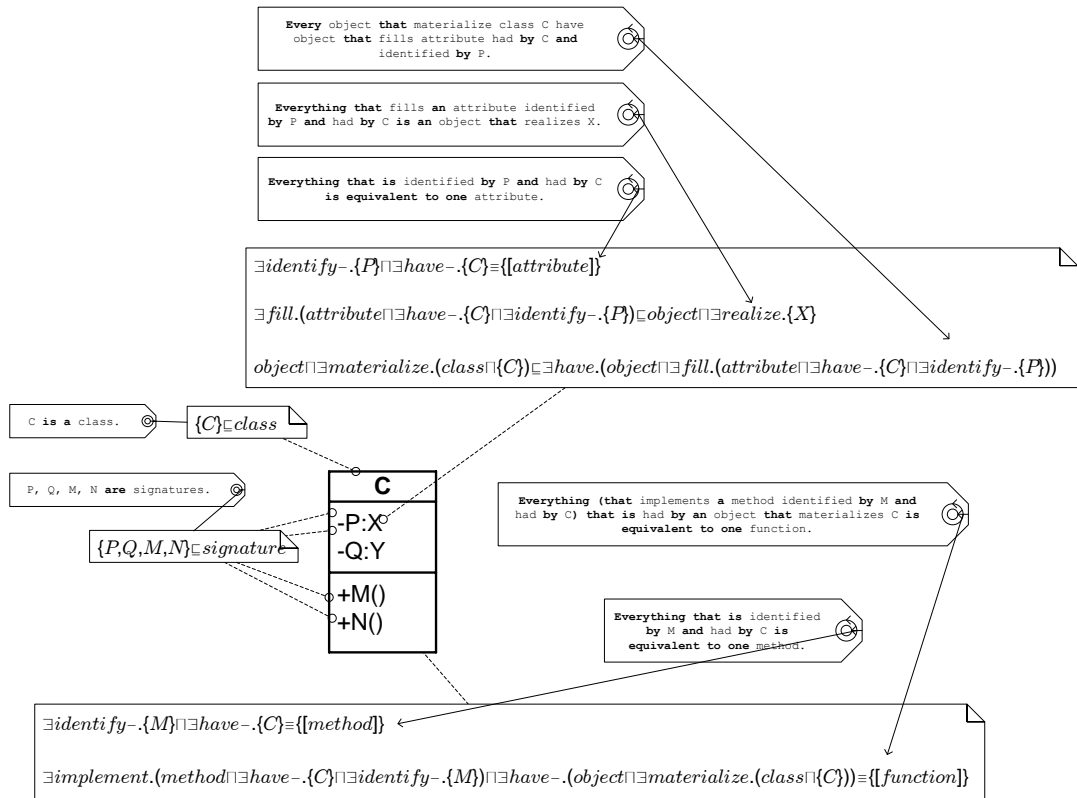 Every object that materialize class C have
object that fills attribute had by C and
identified by P.
Everything that fills an attribute identified
by P and had by C is an object that realizes X.
Everything that is identified by P and had by C
is equivalent to one attribute.
∃identify−.{P}⊓∃have−.{C}≡{[attribute]}
∃fill.(attribute⊓∃have−.{C}⊓∃identify−.{P})⊑object⊓∃realize.{X}
object⊓∃materialize.(class⊓{C})⊑∃have.(object⊓∃fill.(attribute⊓∃have−.{C}⊓∃identify−.{P}))
C is a class.
{C}⊑class
P, Q, M, N are signatures.
{P,Q,M,N}⊑signature
C
-P:X
-Q:Y
+M()
+N()
Everything (that implements a method identified by M and
had by C) that is had by an object that materializes C is
equivalent to one function.
Everything that is identified
by M and had by C is
equivalent to one method.
∃identify−.{M}⊓∃have−.{C}≡{[method]}
∃implement.(method⊓∃have−.{C}⊓∃identify−.{M})⊓∃have−.(object⊓∃materialize.(class⊓{C}))≡{[function]}